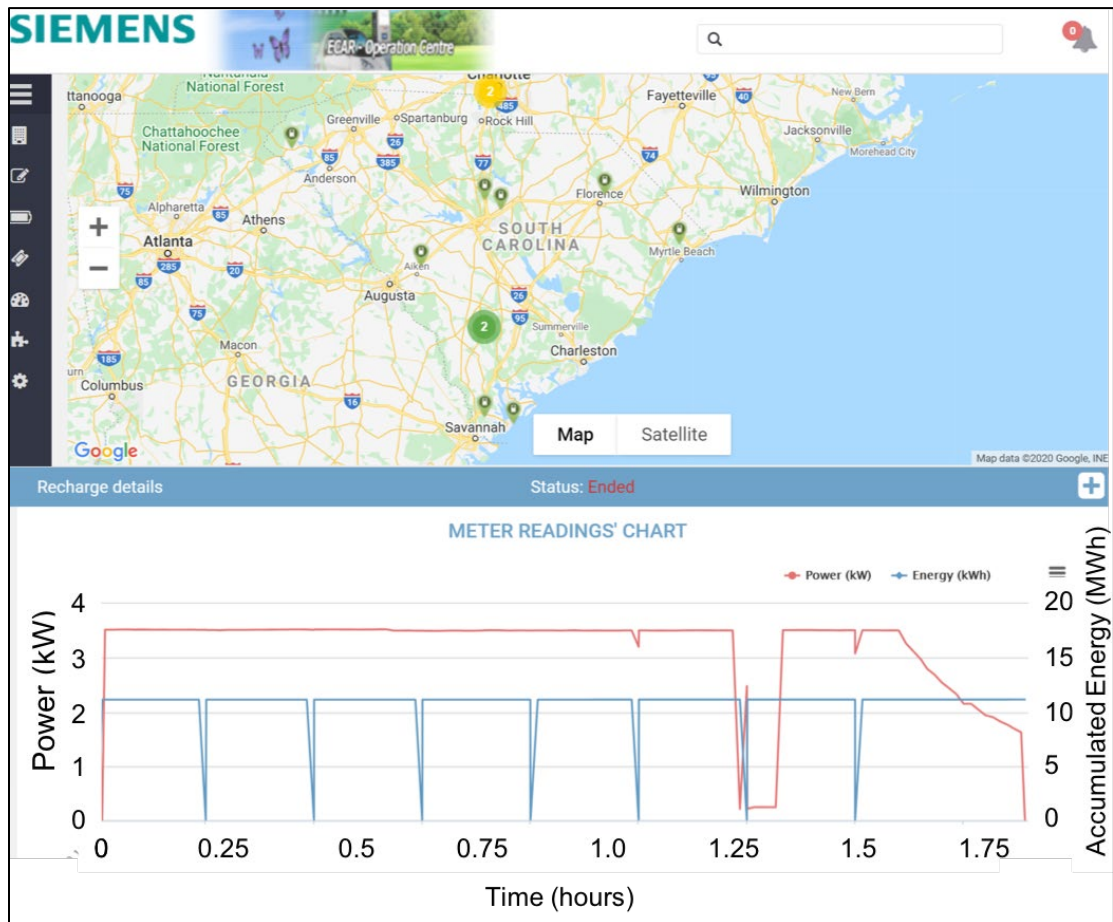 SIEMENS
ECAR - Operation Centre
0
Nantahala
National Forest
Charlotte
2
ttanooga
485
Fayetteville
40
New Bern
Greenville
Spartanburg
Rock Hill
Chattahoochee
National Forest
26
85
385
77
74
Jacksonville
Morehead City
Anderson
75
Florence
Wilmington
Alpharetta
85
Athens
SOUTH
CAROLINA
+
Atlanta
Myrtle Beach
−
285
20
Aiken
85
Augusta
26
75
95
2
Summerville
Macon
Charleston
185
Columbus
GEORGIA
16
Savannah
Map
Satellite
Google
Map data ©2020 Google, INE
Recharge details
Status: Ended
METER READINGS' CHART
Power (kW)
Energy (kWh)
Power (kW)
4
3
2
1
0
20
15
10
5
0
Accumulated Energy (MWh)
0 0.25 0.5 0.75 1.0 1.25 1.5 1.75
Time (hours)